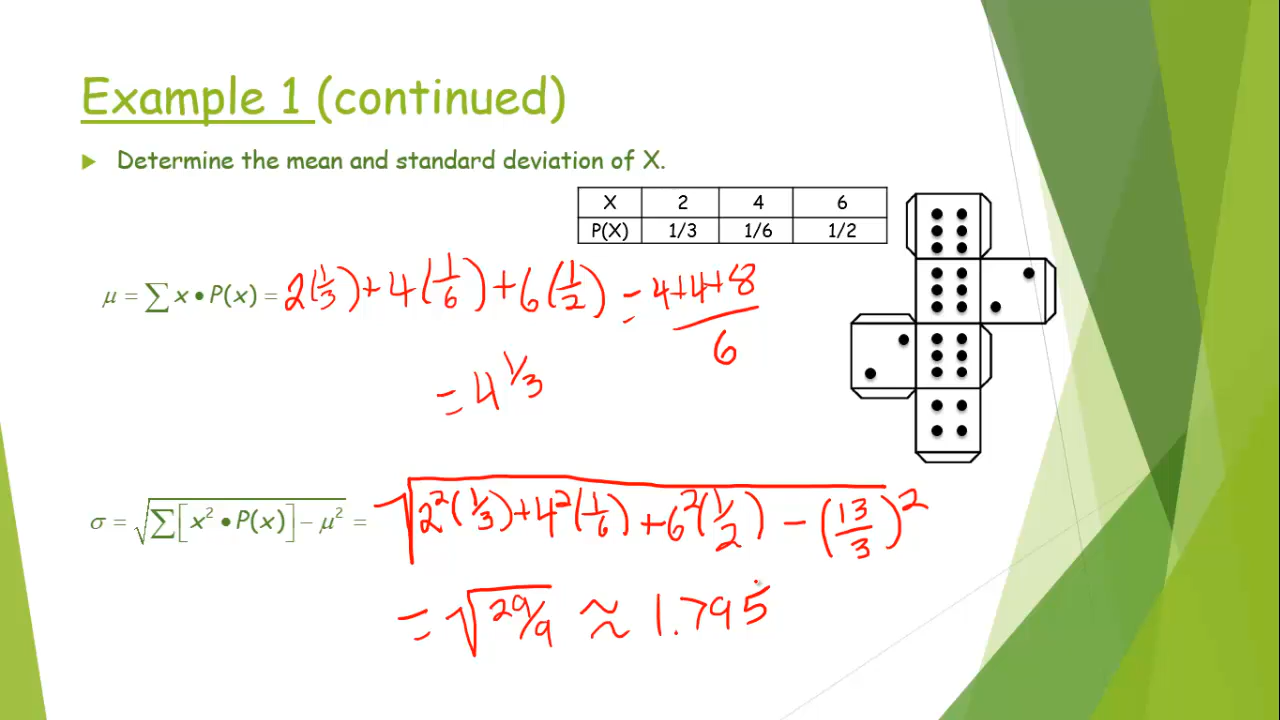 Example 1 (continued)
Determine the mean and standard deviation of X.
X 2 4 6
P(X) 1/3 1/6 1/2
μ = ∑ x • P(x) = 2(1/3) + 4(1/6) + 6(1/2) = (4+4+8)/6
= 4 1/3
σ = √(∑[x² • P(x)] − μ²) = √(2²(1/3) + 4²(1/6) + 6²(1/2) − (13/3)²)
= √(29/9) ≈ 1.795